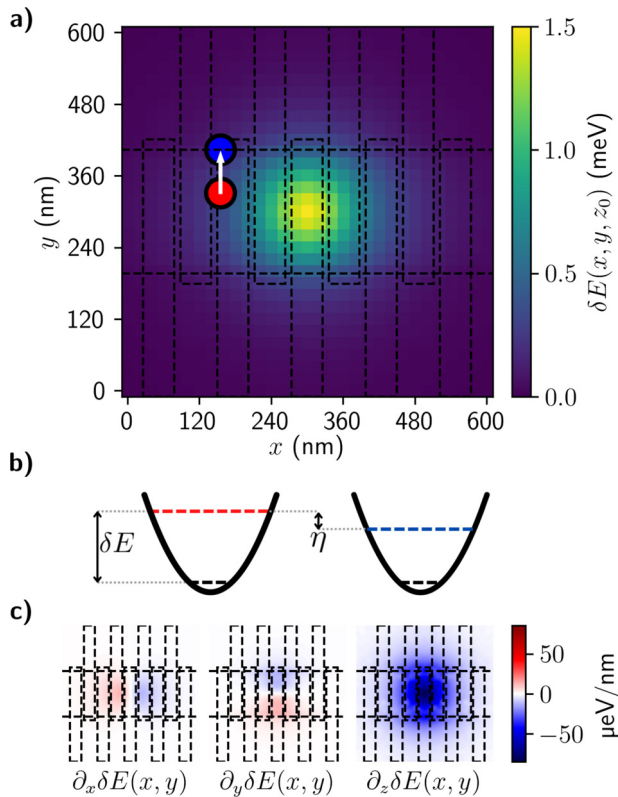 a)
600
480
360
240
120
0
y (nm)
0 120 240 360 480 600
x (nm)
1.5
1.0
0.5
0.0
δE(x, y, z₀) (meV)
b)
δE
η
c)
50
0
−50
µeV/nm
∂ₓδE(x, y) ∂yδE(x, y) ∂zδE(x, y)